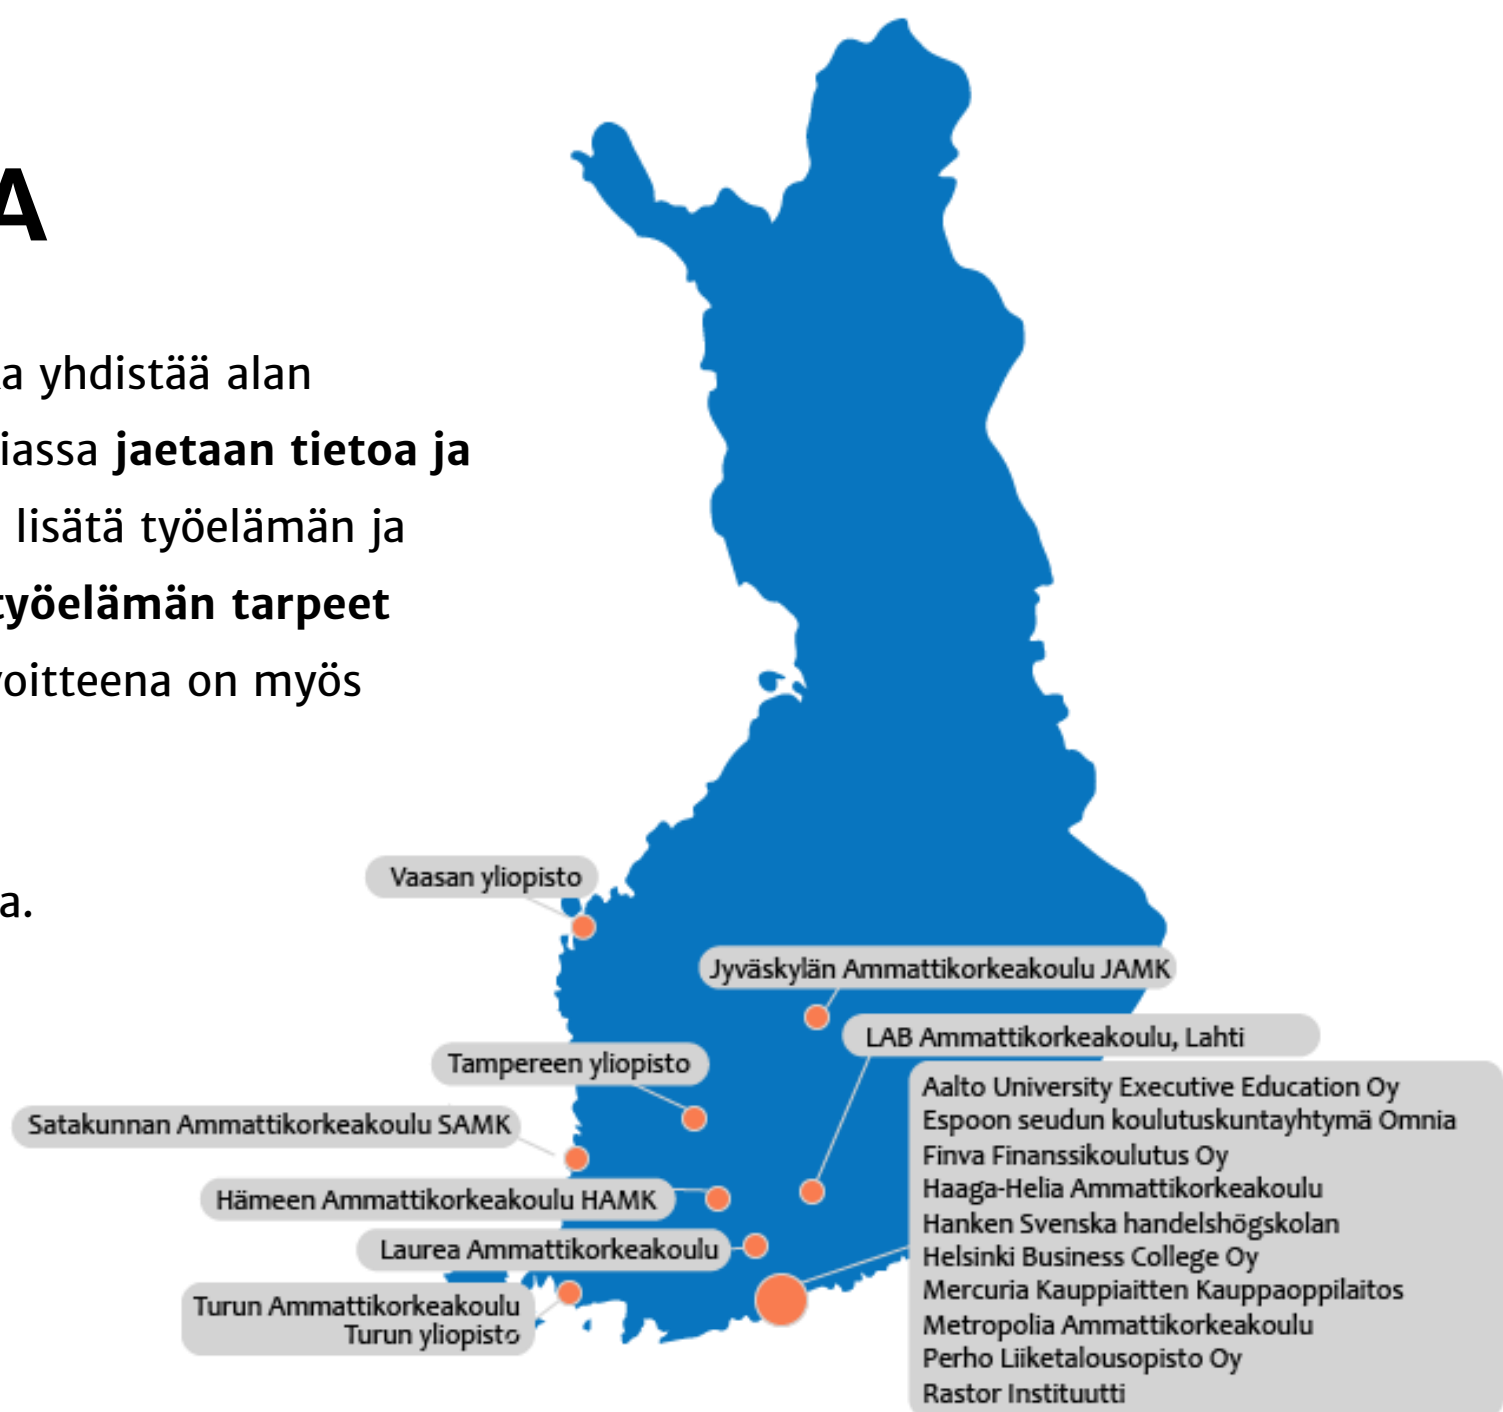 A
a yhdistää alan
iassa jaetaan tietoa ja
lisätä työelämän ja
työelämän tarpeet
voitteena on myös
a.
Vaasan yliopisto
Jyväskylän Ammattikorkeakoulu JAMK
LAB Ammattikorkeakoulu, Lahti
Tampereen yliopisto
Satakunnan Ammattikorkeakoulu SAMK
Hämeen Ammattikorkeakoulu HAMK
Laurea Ammattikorkeakoulu
Turun Ammattikorkeakoulu
Turun yliopisto
Aalto University Executive Education Oy
Espoon seudun koulutuskuntayhtymä Omnia
Finva Finanssikoulutus Oy
Haaga-Helia Ammattikorkeakoulu
Hanken Svenska handelshögskolan
Helsinki Business College Oy
Mercuria Kauppiaitten Kauppaoppilaitos
Metropolia Ammattikorkeakoulu
Perho Liiketalousopisto Oy
Rastor Instituutti